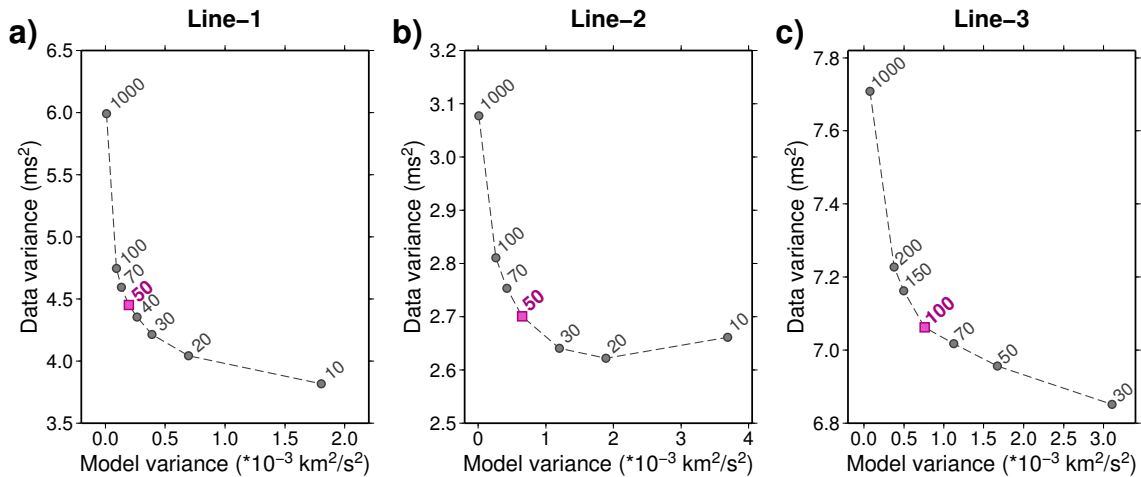 a)
Line−1
6.5
6.0
5.5
5.0
4.5
4.0
3.5
Data variance (ms²)
1000
100
70
50
40
30
20
10
0.0 0.5 1.0 1.5 2.0
Model variance (*10⁻³ km²/s²)
b)
Line−2
3.2
3.1
3.0
2.9
2.8
2.7
2.6
2.5
Data variance (ms²)
1000
100
70
50
30
20
10
0 1 2 3 4
Model variance (*10⁻³ km²/s²)
c)
Line−3
7.8
7.6
7.4
7.2
7.0
6.8
Data variance (ms²)
1000
200
150
100
70
50
30
0.0 0.5 1.0 1.5 2.0 2.5 3.0
Model variance (*10⁻³ km²/s²)